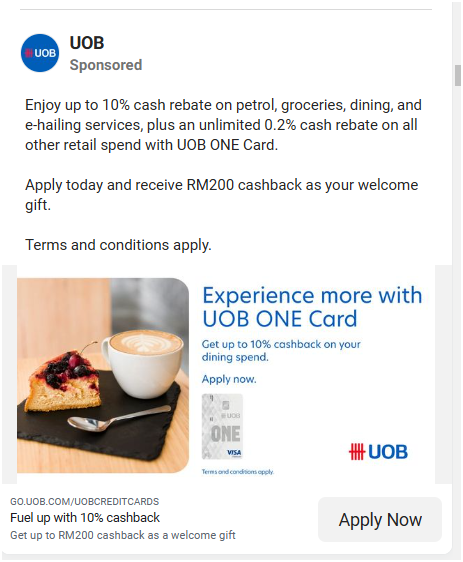 UOB
UOB
Sponsored
Enjoy up to 10% cash rebate on petrol, groceries, dining, and
e-hailing services, plus an unlimited 0.2% cash rebate on all
other retail spend with UOB ONE Card.
Apply today and receive RM200 cashback as your welcome
gift.
Terms and conditions apply.
Experience more with
UOB ONE Card
Get up to 10% cashback on your
dining spend.
Apply now.
UOB
ONE
VISA
UOB
Terms and conditions apply.
GO.UOB.COM/UOBCREDITCARDS
Fuel up with 10% cashback
Get up to RM200 cashback as a welcome gift
Apply Now